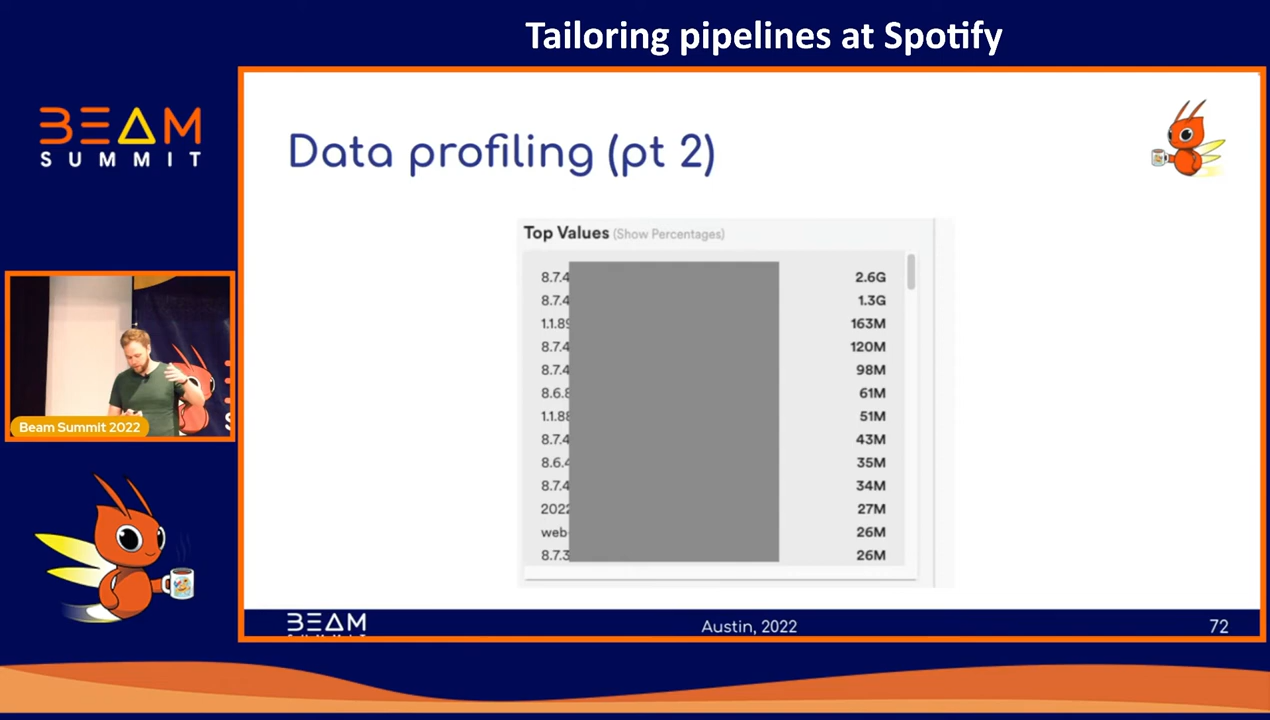 Tailoring pipelines at Spotify
BEAM
SUMMIT
Data profiling (pt 2)
Top Values (Show Percentages)
8.7.4 2.6G
8.7.4 1.3G
1.1.89 163M
8.7.4 120M
8.7.4 98M
8.6.8 61M
1.1.88 51M
8.7.4 43M
8.6.4 35M
8.7.4 34M
2022 27M
web- 26M
8.7.3 26M
Beam Summit 2022
BEAM
Austin, 2022
72